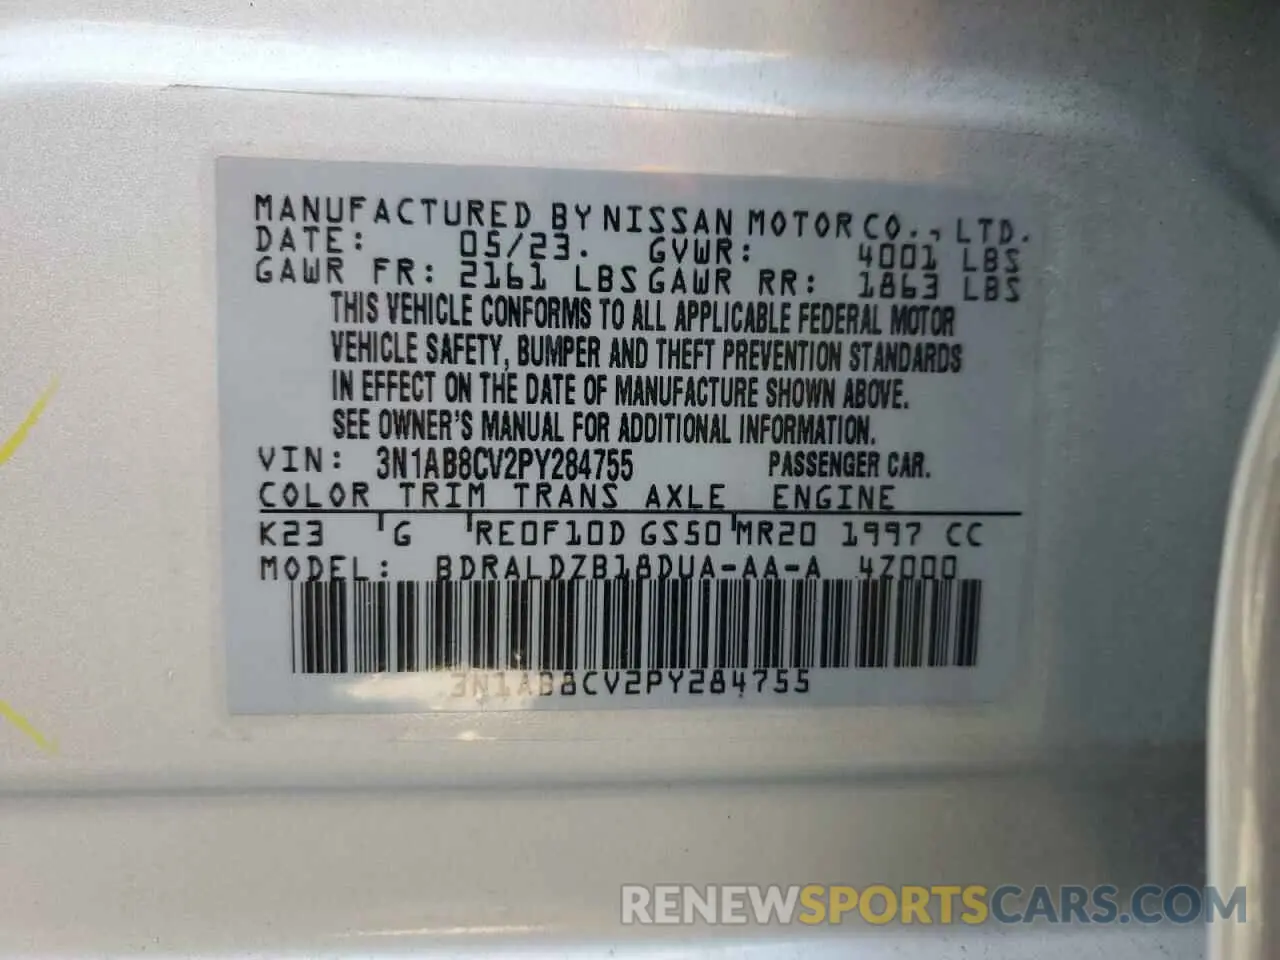 MANUFACTURED BY NISSAN MOTOR CO., LTD.
DATE: 05/23. GVWR: 4001 LBS
GAWR FR: 2161 LBS GAWR RR: 1863 LBS
THIS VEHICLE CONFORMS TO ALL APPLICABLE FEDERAL MOTOR
VEHICLE SAFETY, BUMPER AND THEFT PREVENTION STANDARDS
IN EFFECT ON THE DATE OF MANUFACTURE SHOWN ABOVE.
SEE OWNER'S MANUAL FOR ADDITIONAL INFORMATION.
VIN: 3N1AB8CV2PY284755 PASSENGER CAR.
COLOR TRIM TRANS AXLE ENGINE
K23 G RE0F10D GS50 MR20 1997 CC
MODEL: BDRALDZB18DUA-AA-A 4Z000
3N1AB8CV2PY284755
RENEWSPORTSCARS.COM